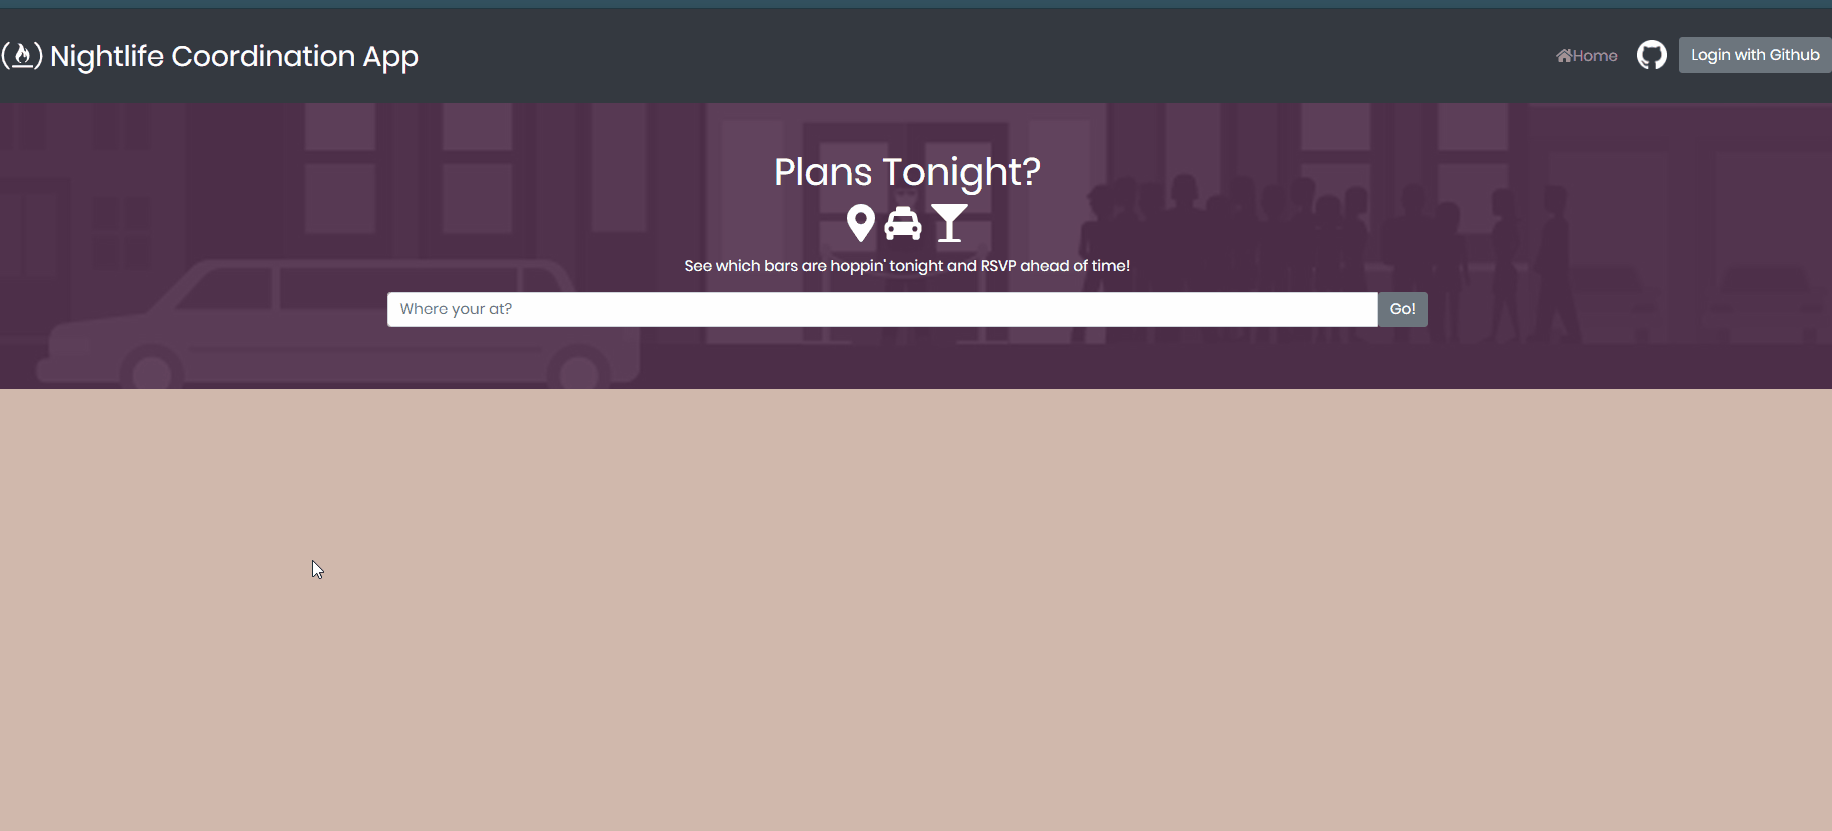 Nightlife Coordination App
Home
Login with Github
Plans Tonight?
See which bars are hoppin' tonight and RSVP ahead of time!
Where your at?
Go!